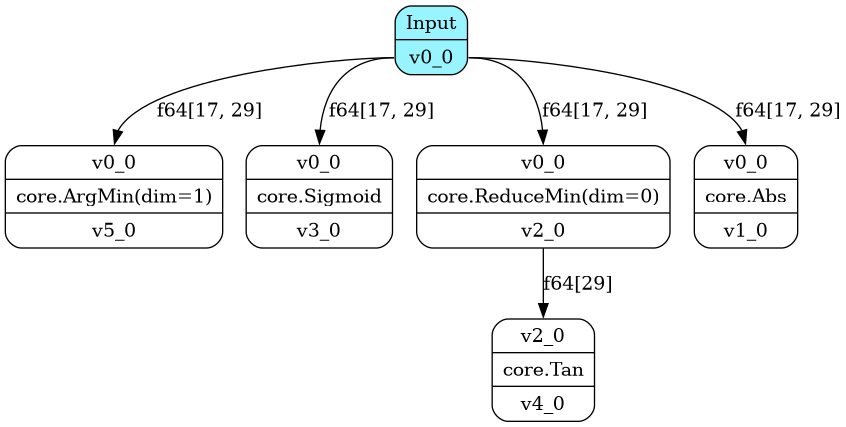 Input
v0_0
f64[17, 29]
f64[17, 29]
f64[17, 29]
f64[17, 29]
v0_0
core.ArgMin(dim=1)
v5_0
v0_0
core.Sigmoid
v3_0
v0_0
core.ReduceMin(dim=0)
v2_0
v0_0
core.Abs
v1_0
f64[29]
v2_0
core.Tan
v4_0